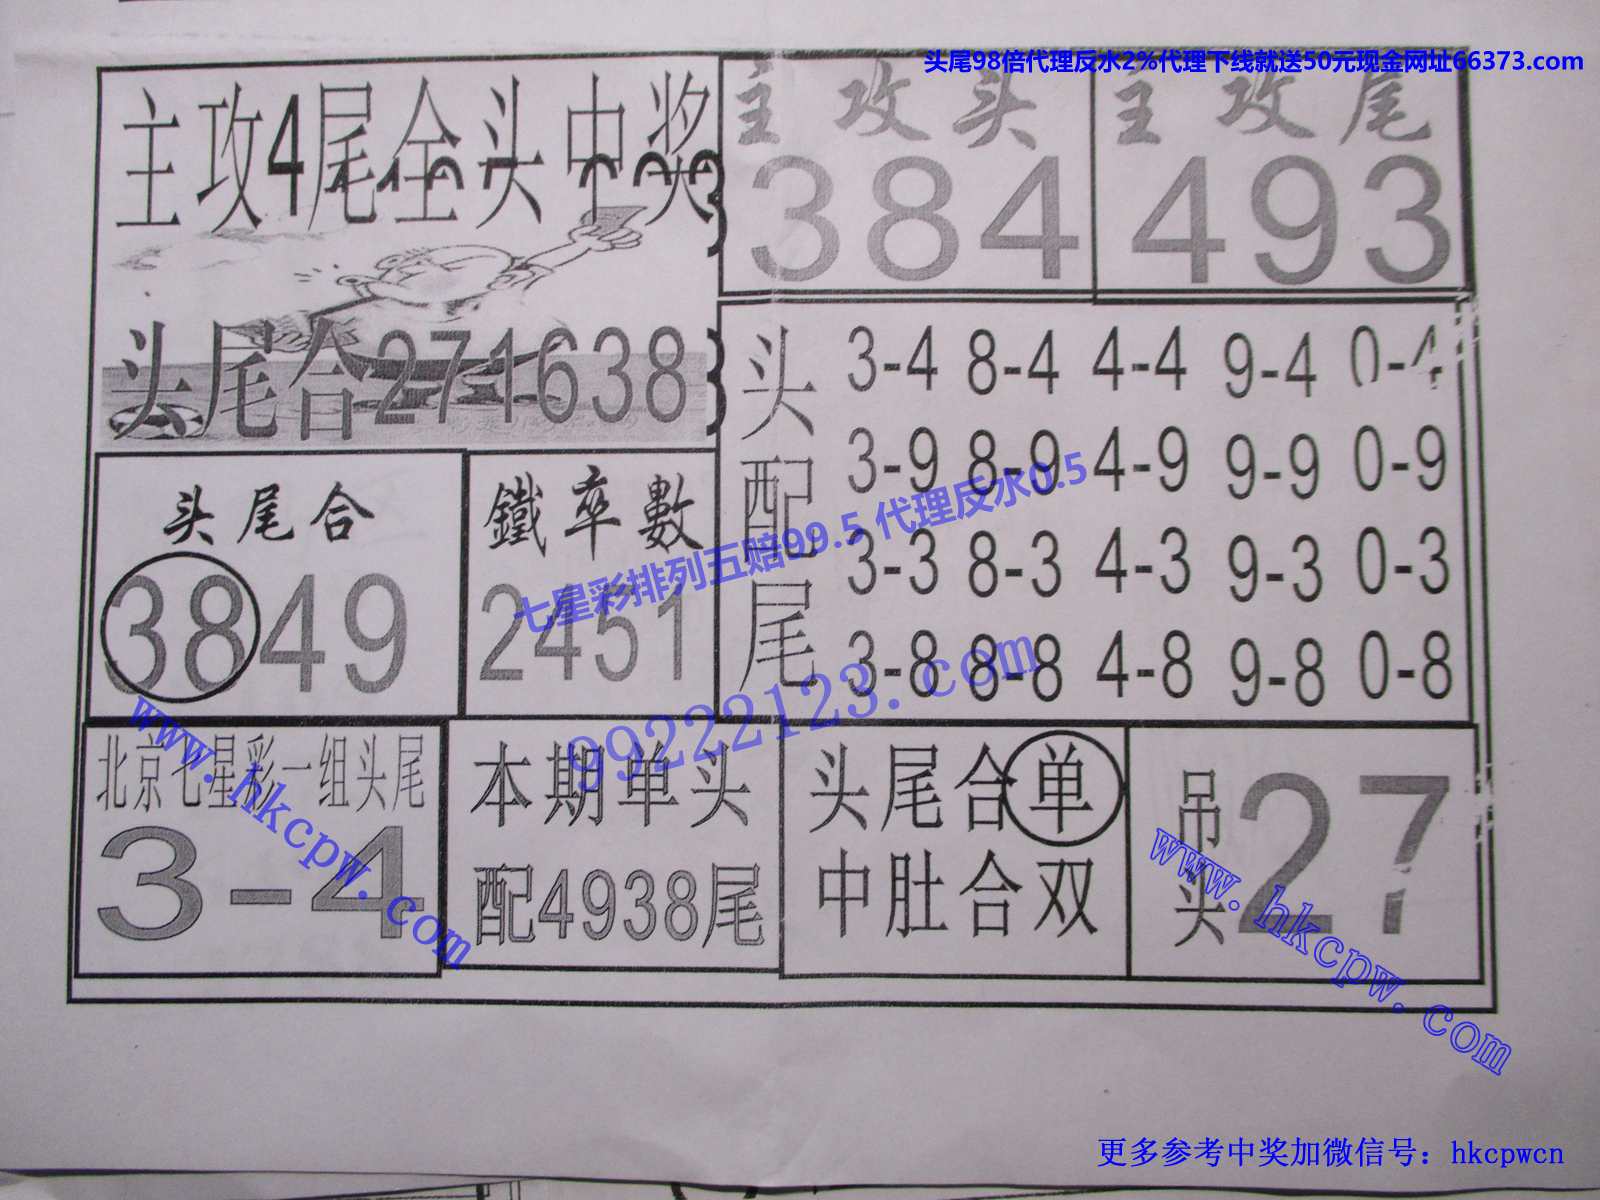 头尾98倍代理反水2%代理下线就送50元现金网址66373.com
主攻4尾全头中奖
主攻头
384
主攻尾
493
头尾合271638
头配尾
3-4 8-4 4-4 9-4 0-4
3-9 8-9 4-9 9-9 0-9
3-3 8-3 4-3 9-3 0-3
3-8 8-8 4-8 9-8 0-8
头尾合
3849
鐵卒數
2451
七星彩排列五赔99.5 代理反水0.5
99222123.com
北京七星彩一组头尾
3-4
www.hkcpw.com
本期单头
配4938尾
头尾合单
中肚合双
吊头27
www.hkcpw.com
更多参考中奖加微信号：hkcpwcn